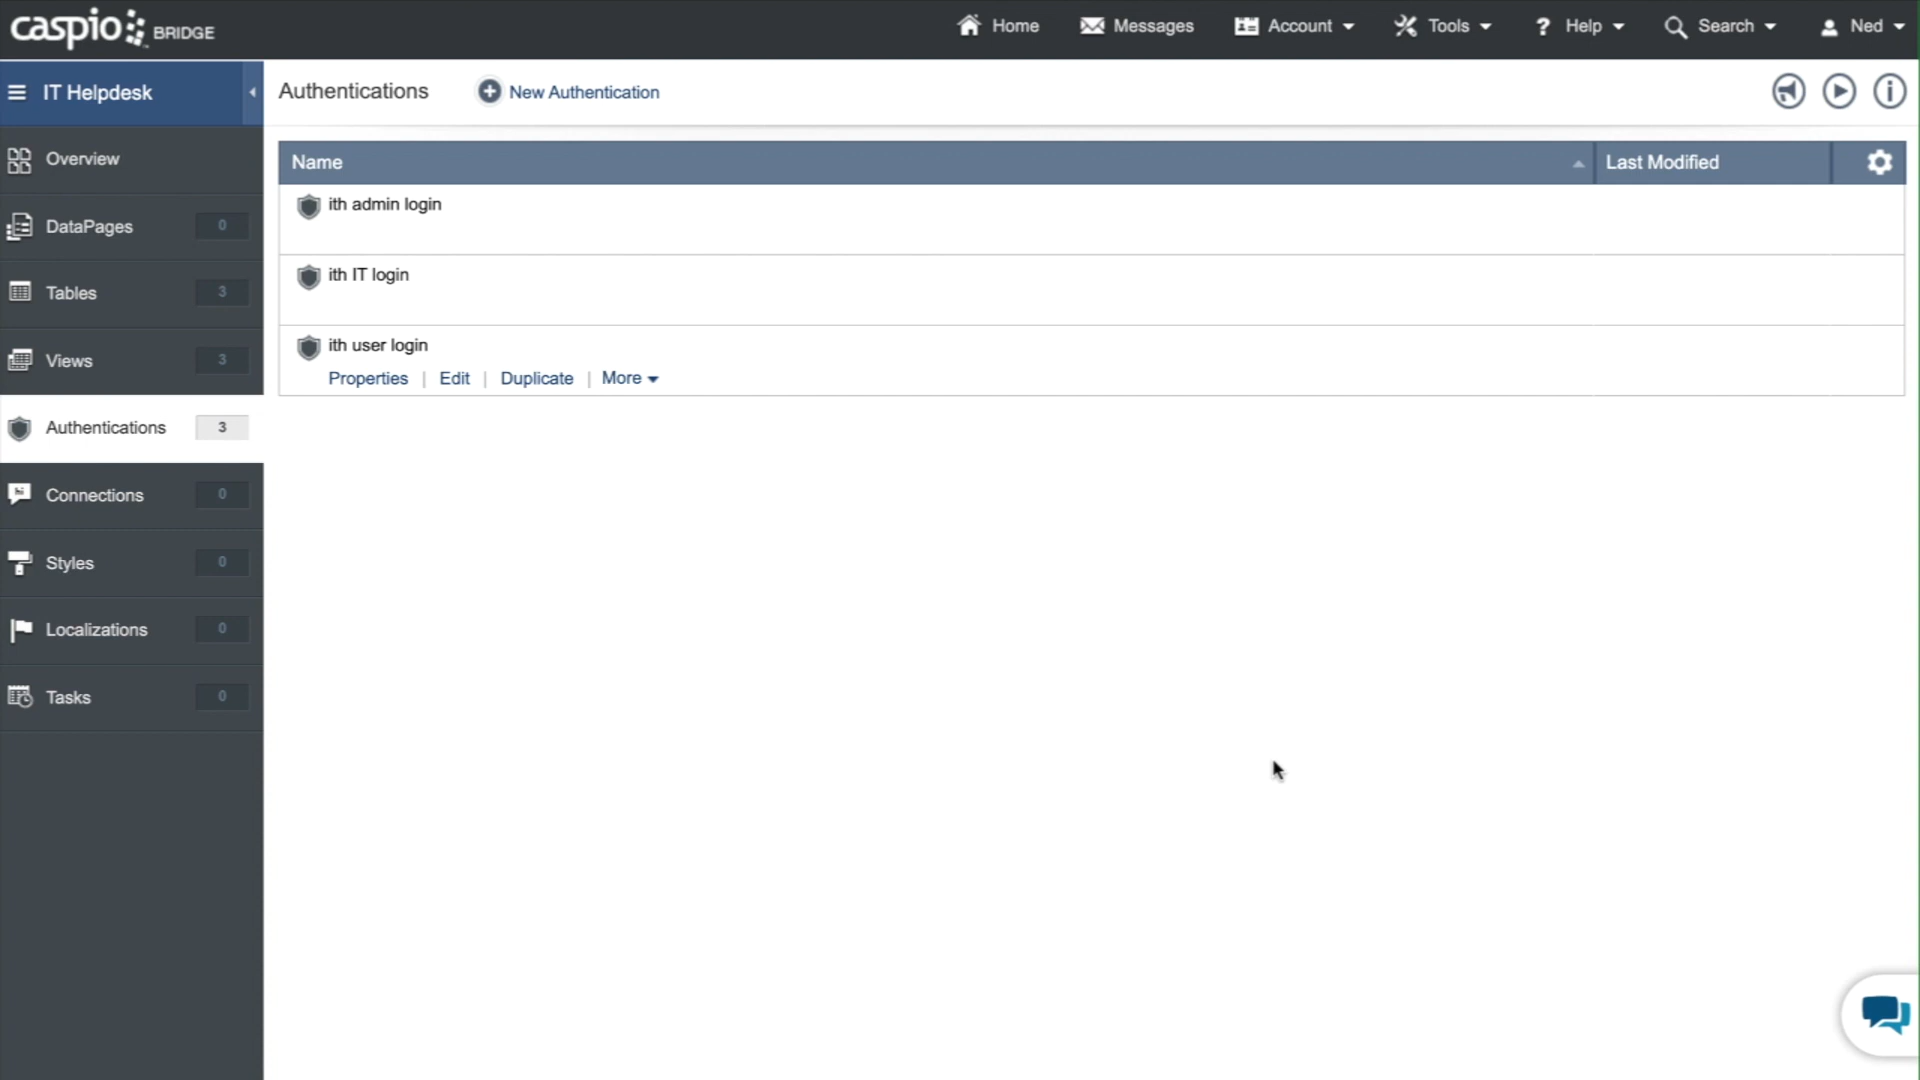 caspio BRIDGE
Home Messages Account Tools ? Help Search Ned
IT Helpdesk
Authentications New Authentication
Overview
DataPages 0
Tables 3
Views 3
Authentications 3
Connections 0
Styles 0
Localizations 0
Tasks 0
Name Last Modified
ith admin login
ith IT login
ith user login
Properties | Edit | Duplicate | More